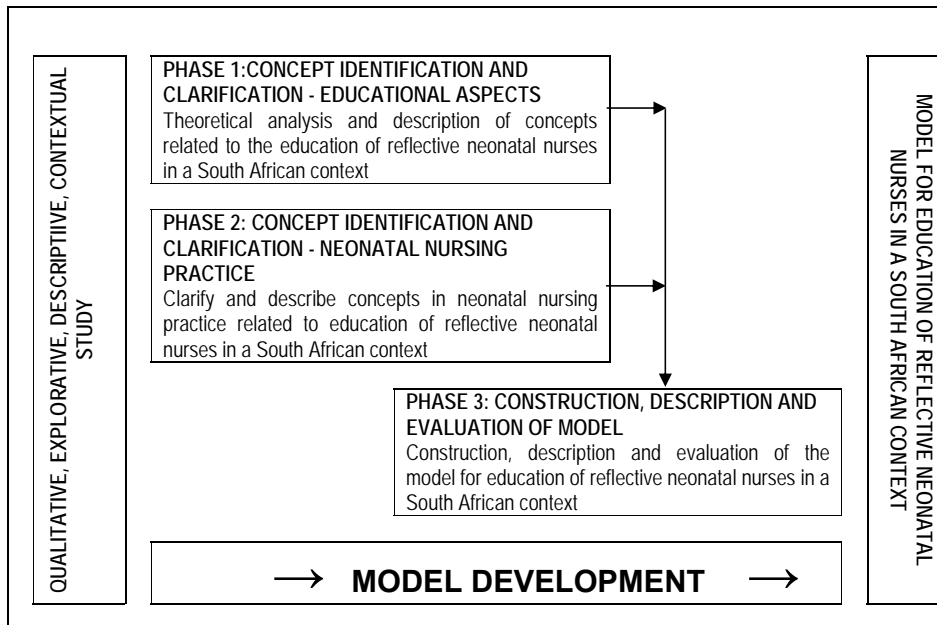 QUALITATIVE, EXPLORATIVE, DESCRIPTIIVE, CONTEXTUAL
STUDY
PHASE 1:CONCEPT IDENTIFICATION AND
CLARIFICATION - EDUCATIONAL ASPECTS
Theoretical analysis and description of concepts
related to the education of reflective neonatal nurses
in a South African context
PHASE 2: CONCEPT IDENTIFICATION AND
CLARIFICATION - NEONATAL NURSING
PRACTICE
Clarify and describe concepts in neonatal nursing
practice related to education of reflective neonatal
nurses in a South African context
PHASE 3: CONSTRUCTION, DESCRIPTION AND
EVALUATION OF MODEL
Construction, description and evaluation of the
model for education of reflective neonatal nurses in a
South African context
→ MODEL DEVELOPMENT →
MODEL FOR EDUCATION OF REFLECTIVE NEONATAL
NURSES IN A SOUTH AFRICAN CONTEXT